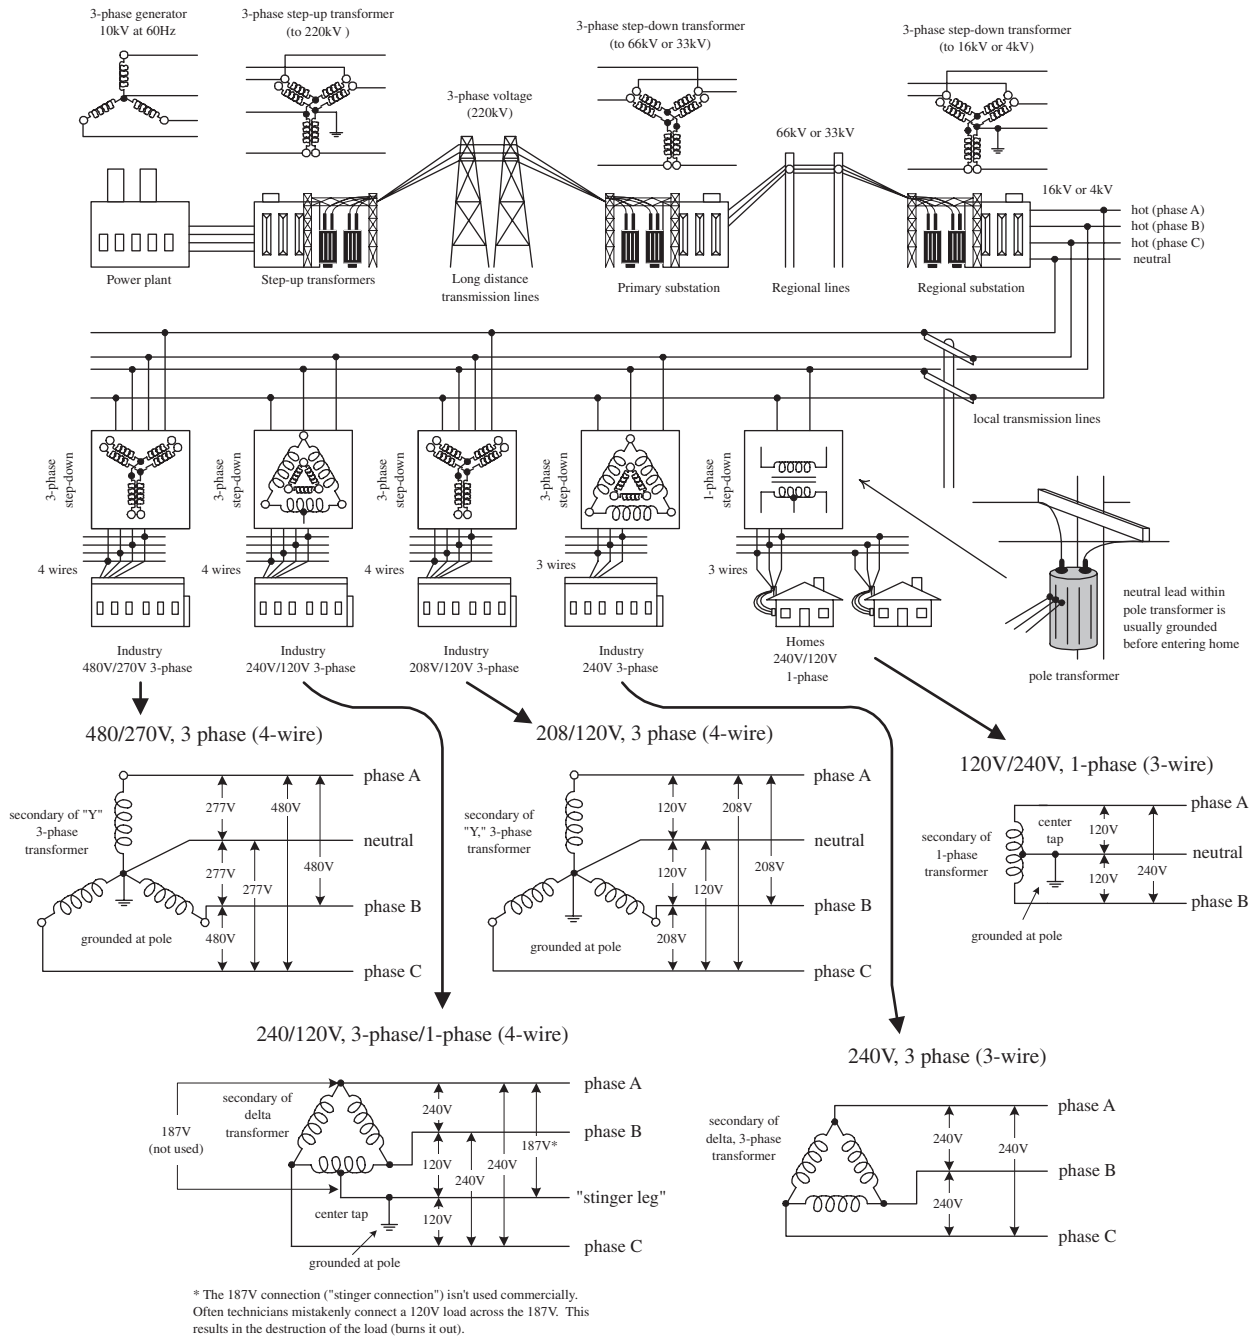 3-phase generator
10kV at 60Hz
3-phase step-up transformer
(to 220kV )
3-phase voltage
(220kV)
3-phase step-down transformer
(to 66kV or 33kV)
66kV or 33kV
3-phase step-down transformer
(to 16kV or 4kV)
16kV or 4kV
hot (phase A)
hot (phase B)
hot (phase C)
neutral
Power plant
Step-up transformers
Long distance
transmission lines
Primary substation
Regional lines
Regional substation
local transmission lines
3-phase
step-down
3-phase
step-down
3-phase
step-down
3-phase
step-down
1-phase
step-down
4 wires
4 wires
4 wires
3 wires
3 wires
Industry
480V/270V 3-phase
Industry
240V/120V 3-phase
Industry
208V/120V 3-phase
Industry
240V 3-phase
Homes
240V/120V
1-phase
neutral lead within
pole transformer is
usually grounded
before entering home
pole transformer
480/270V, 3 phase (4-wire)
secondary of "Y"
3-phase
transformer
grounded at pole
277V
480V
277V
277V
480V
480V
phase A
neutral
phase B
phase C
208/120V, 3 phase (4-wire)
secondary of
"Y," 3-phase
transformer
grounded at pole
120V
208V
120V
120V
208V
208V
phase A
neutral
phase B
phase C
120V/240V, 1-phase (3-wire)
secondary of
1-phase
transformer
center
tap
grounded at pole
120V
120V
240V
phase A
neutral
phase B
240/120V, 3-phase/1-phase (4-wire)
187V
(not used)
secondary of
delta
transformer
center tap
grounded at pole
240V
120V
240V
240V
187V*
120V
phase A
phase B
"stinger leg"
phase C
240V, 3 phase (3-wire)
secondary of
delta, 3-phase
transformer
240V
240V
240V
phase A
phase B
phase C
* The 187V connection ("stinger connection") isn't used commercially.
Often technicians mistakenly connect a 120V load across the 187V. This
results in the destruction of the load (burns it out).